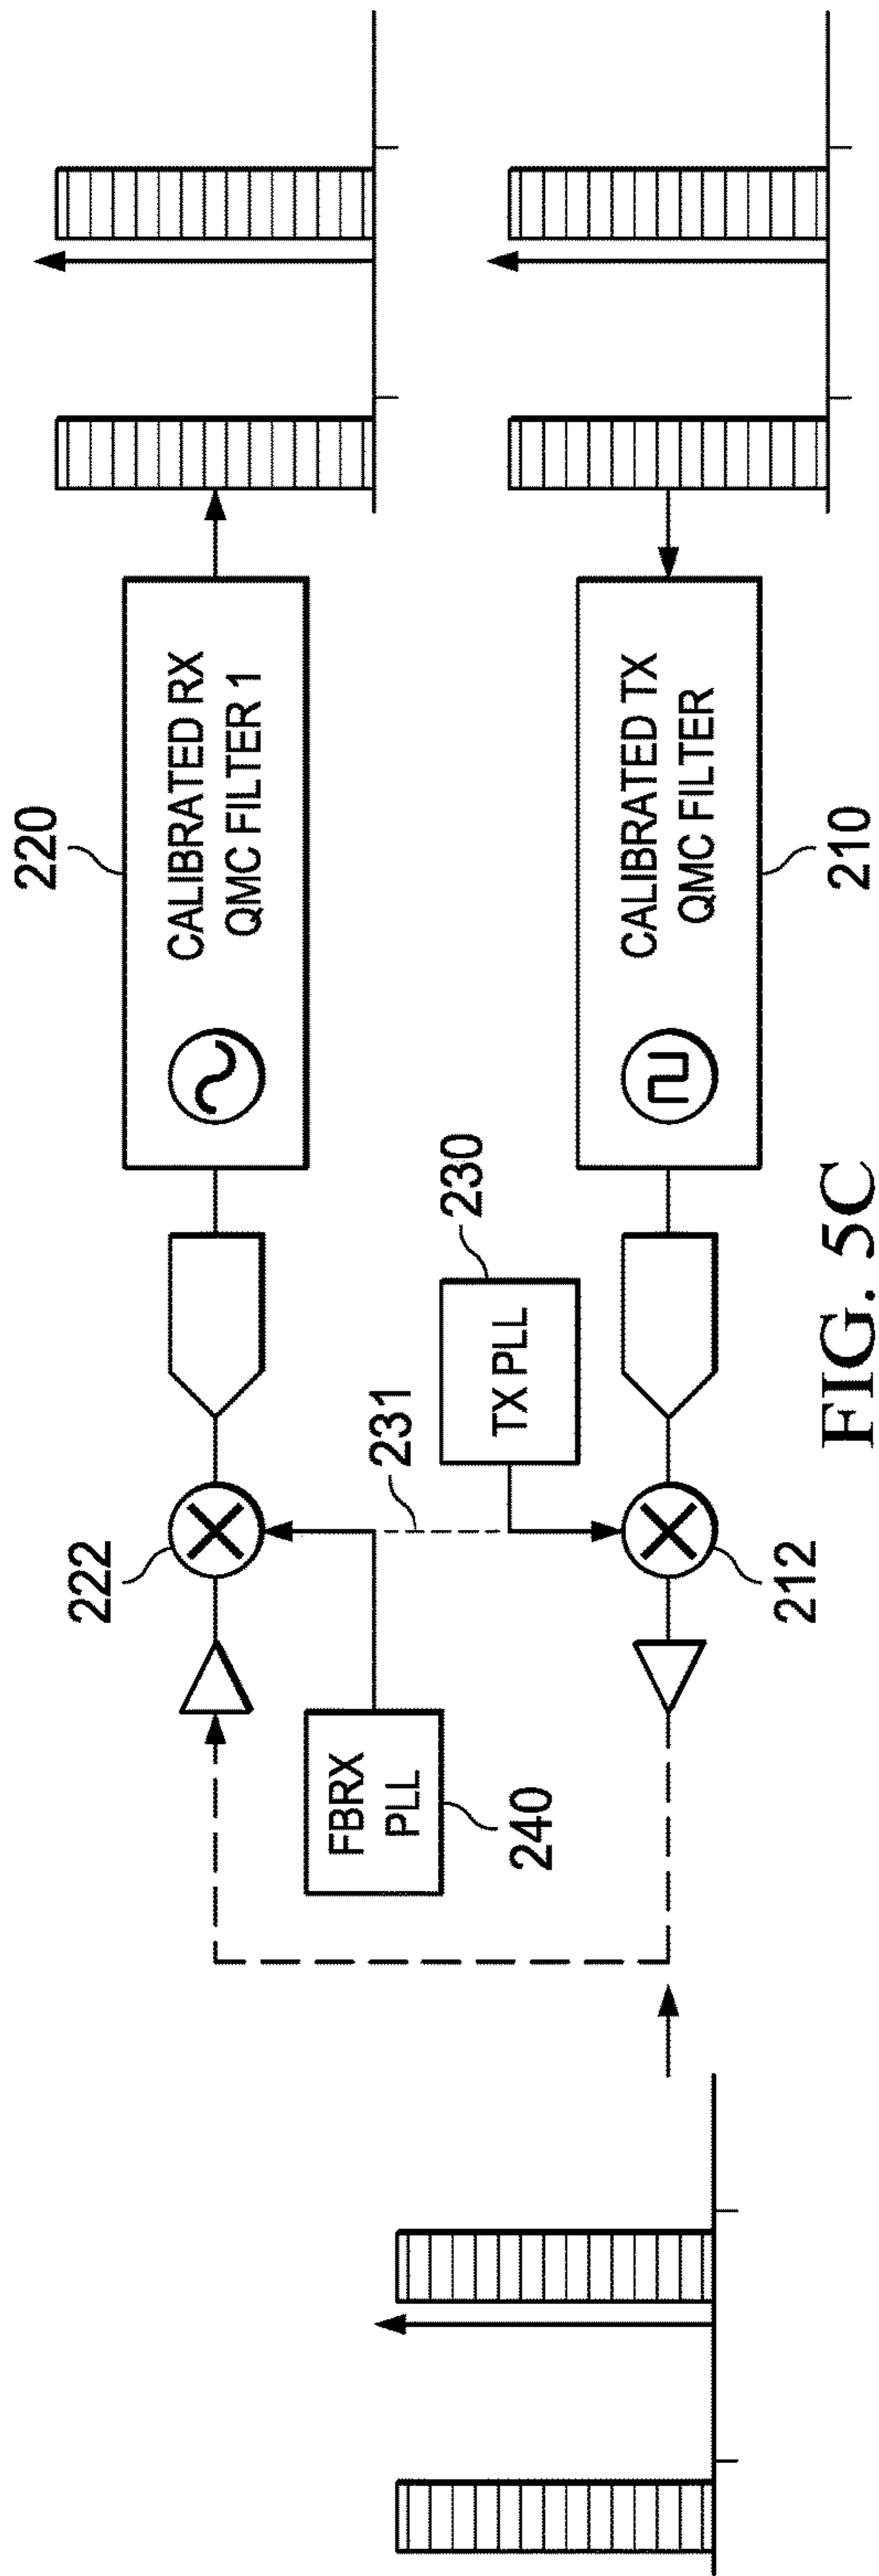 220
CALIBRATED RX
QMC FILTER 1
222
FBRX
PLL
240
231
TX PLL
230
212
CALIBRATED TX
QMC FILTER
210
FIG. 5C